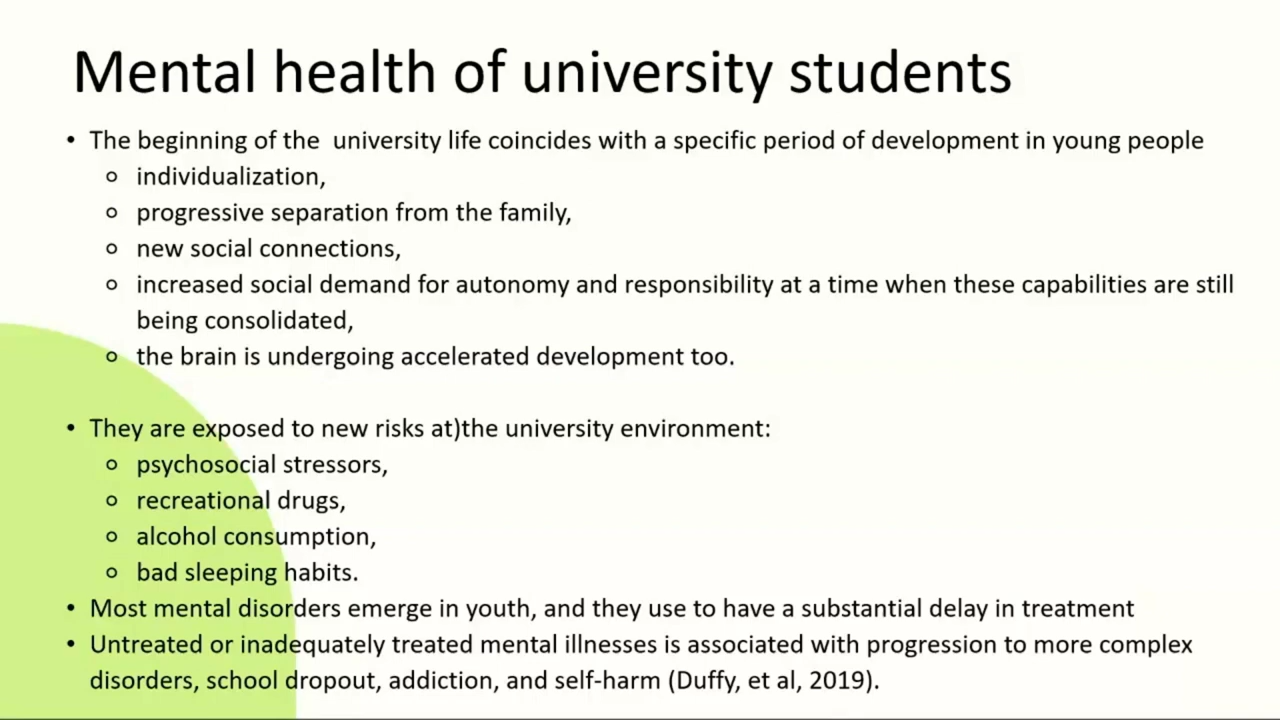 Mental health of university students
• The beginning of the  university life coincides with a specific period of development in young people
o individualization,
o progressive separation from the family,
o new social connections,
o increased social demand for autonomy and responsibility at a time when these capabilities are still
being consolidated,
o the brain is undergoing accelerated development too.
• They are exposed to new risks at)the university environment:
o psychosocial stressors,
o recreational drugs,
o alcohol consumption,
o bad sleeping habits.
• Most mental disorders emerge in youth, and they use to have a substantial delay in treatment
• Untreated or inadequately treated mental illnesses is associated with progression to more complex
disorders, school dropout, addiction, and self-harm (Duffy, et al, 2019).